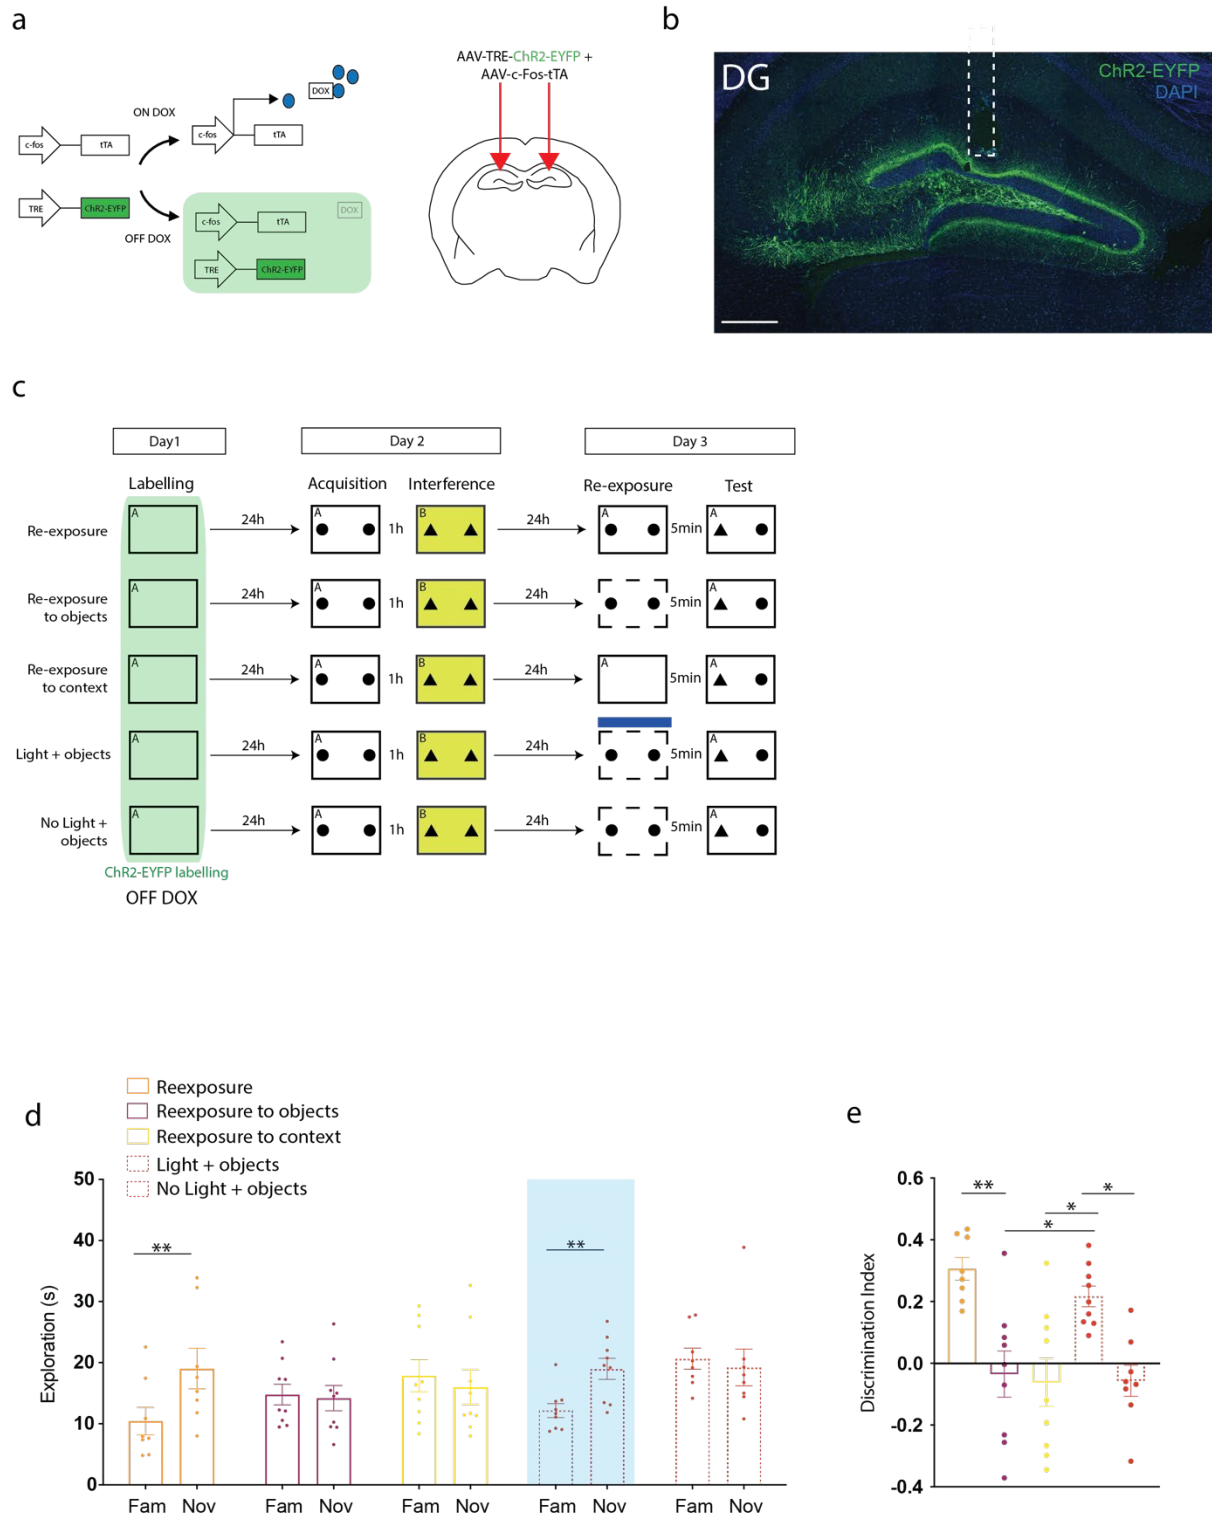 a
AAV-TRE-ChR2-EYFP +
AAV-c-Fos-tTA
ON DOX
DOX
c-fos
tTA
c-fos
tTA
TRE
ChR2-EYFP
OFF DOX
DOX
c-fos
tTA
TRE
ChR2-EYFP
b
DG
ChR2-EYFP
DAPI
c
Day1
Day 2
Day 3
Labelling
Acquisition
Interference
Re-exposure
Test
Re-exposure
A
24h
A
1h
B
24h
A
5min
A
Re-exposure
to objects
A
24h
A
1h
B
24h
5min
A
Re-exposure
to context
A
24h
A
1h
B
24h
A
5min
A
Light + objects
A
24h
A
1h
B
24h
5min
A
No Light +
objects
A
24h
A
1h
B
24h
5min
A
ChR2-EYFP labelling
OFF DOX
d
Reexposure
Reexposure to objects
Reexposure to context
Light + objects
No Light + objects
Exploration (s)
50
40
30
20
10
0
**
**
Fam Nov Fam Nov Fam Nov Fam Nov Fam Nov
e
Discrimination Index
0.6
0.4
0.2
0.0
-0.2
-0.4
**
*
*
*